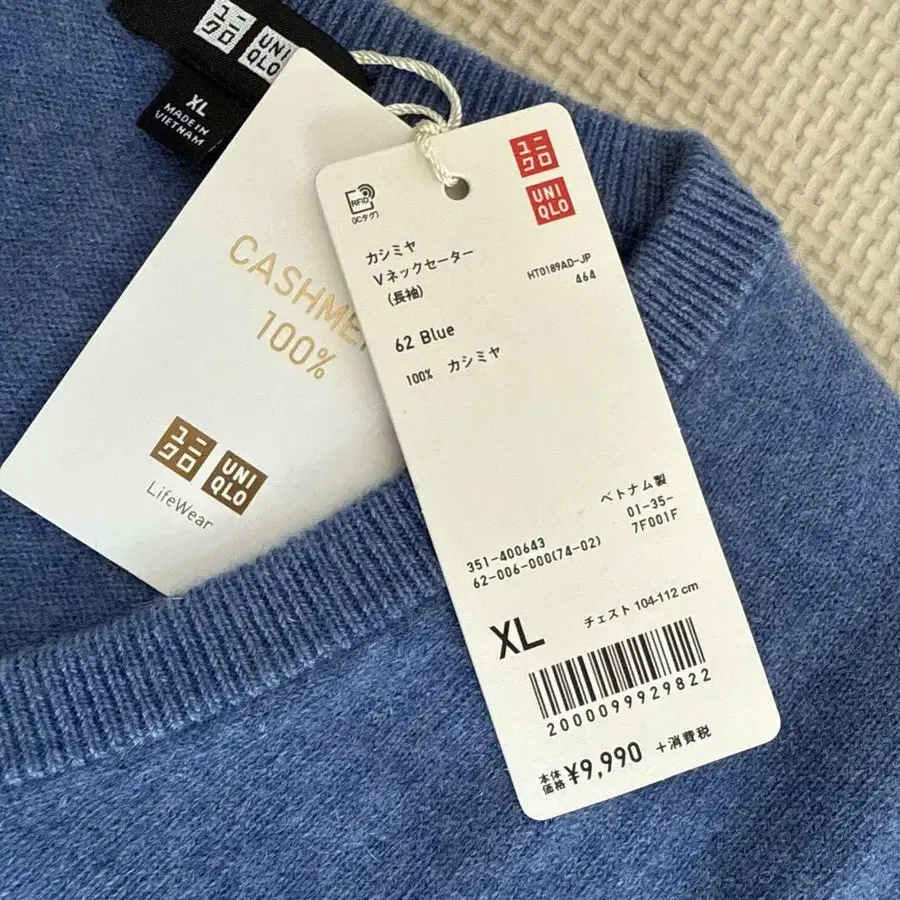 ユニ
クロ
UNI
QLO
XL
MADE IN
VIETNAM
100%
ユニ
クロ
UNI
QLO
LifeWear
RFID
(ICタグ)
ユニ
クロ
UNI
QLO
カシミヤ
Vネックセーター
(長袖)
HT0189AD-JP
464
62 Blue
100% カシミヤ
ベトナム製
01-35-
7F001F
351-400643
62-006-000(74-02)
XL チェスト 104-112 cm
2000099929822
本体
価格 ¥9,990 +消費税